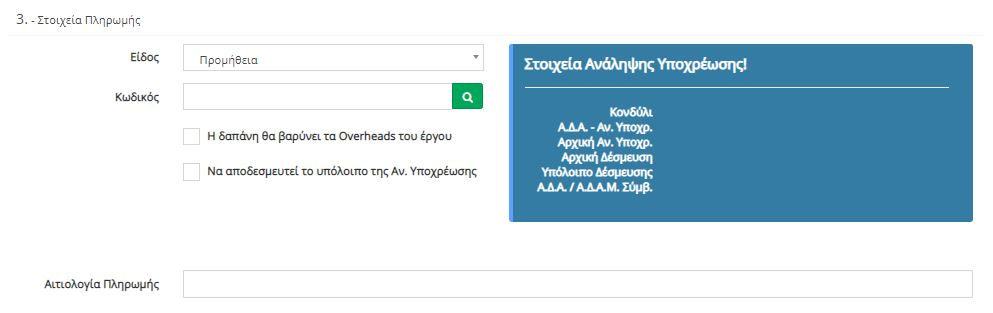 3. - Στοιχεία Πληρωμής
Είδος
Προμήθεια
Κωδικός
Η δαπάνη θα βαρύνει τα Overheads του έργου
Να αποδεσμευτεί το υπόλοιπο της Αν. Υποχρέωσης
Στοιχεία Ανάληψης Υποχρέωσης!
Κονδύλι
Α.Δ.Α. - Αν. Υποχρ.
Αρχική Αν. Υποχρ.
Αρχική Δέσμευση
Υπόλοιπο Δέσμευσης
Α.Δ.Α. / Α.Δ.Α.Μ. Σύμβ.
Αιτιολογία Πληρωμής